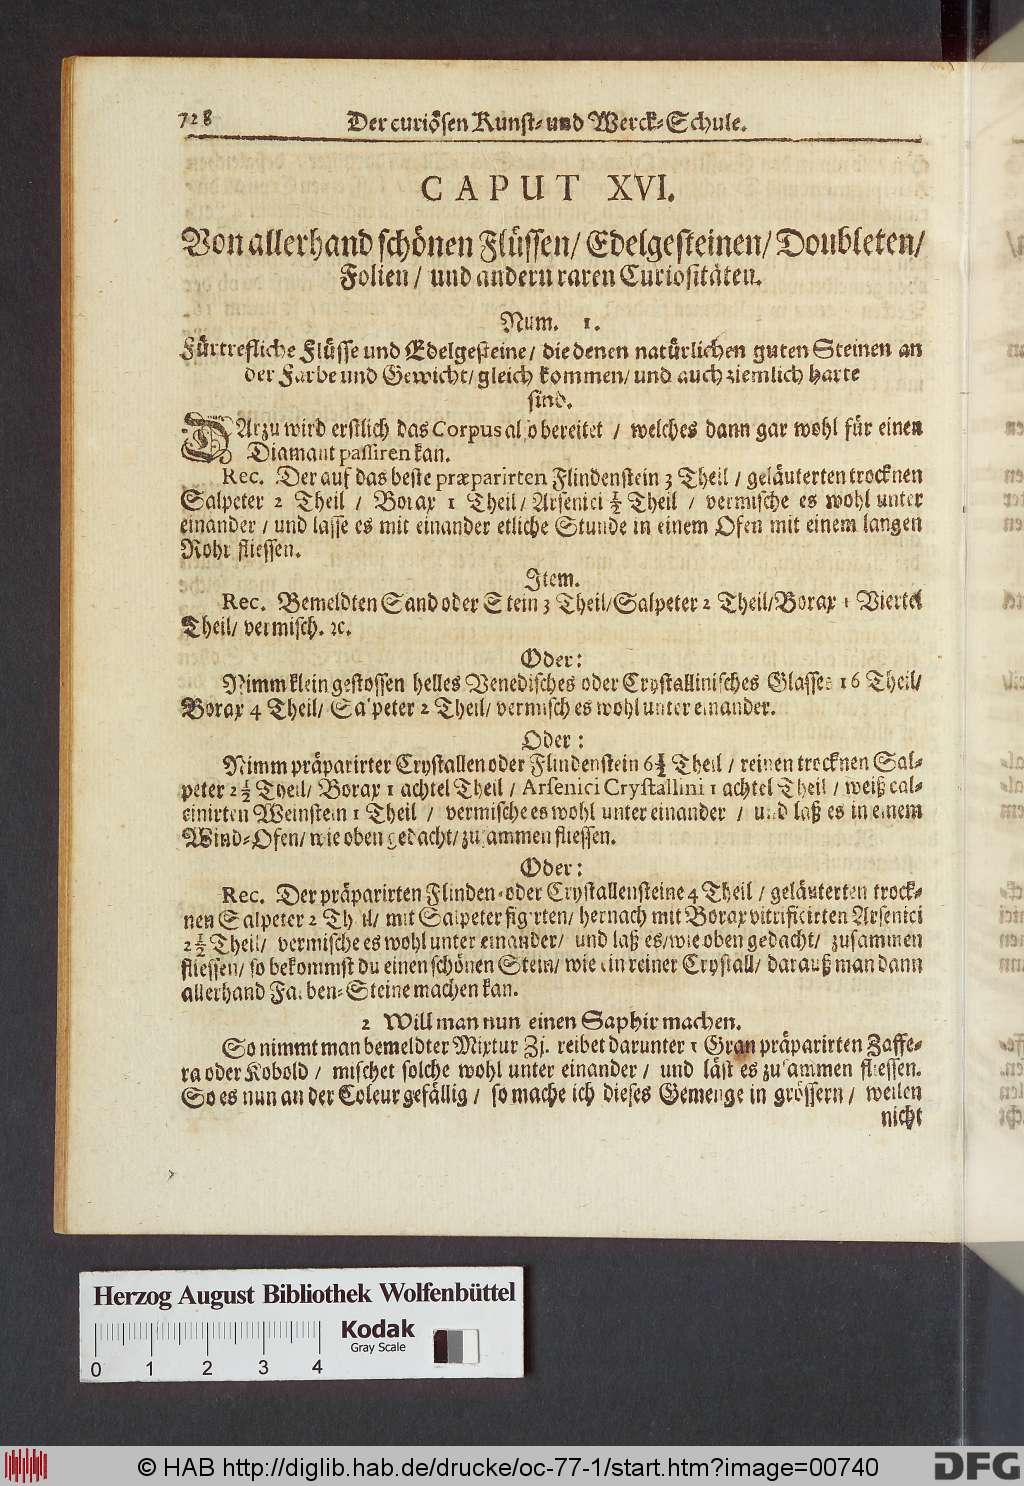 728 Der curiösen Kunst- und Werck-Schule.
CAPUT XVI.
Von allerhand schönen Flüssen/ Edelgesteinen/ Doubleten/
Folien/ und andern raren Curiositäten.
Num. 1.
Fürtrefliche Flüsse und Edelgesteine/ die denen natürlichen guten Steinen an
der Farbe und Gewicht/ gleich kommen/ und auch ziemlich harte
sind.
DArzu wird erstlich das Corpus also bereitet / welches dann gar wohl für einen
Diamant passiren kan.
Rec. Der auf das beste præparirten Flindenstein 3 Theil / geläuterten trocknen
Salpeter 2 Theil / Borax 1 Theil/ Arsenici ½ Theil / vermische es wohl unter
einander / und lasse es mit einander etliche Stunde in einem Ofen mit einem langen
Rohr fliessen.
Item.
Rec. Bemeldten Sand oder Stein 3 Theil/ Salpeter 2 Theil/ Borax 1 Viertel
Theil/ vermisch. ꝛc.
Oder:
Nimm klein gestossen helles Venedisches oder Crystallinisches Glasses 16 Theil/
Borax 4 Theil/ Salpeter 2 Theil/ vermisch es wohl unter einander.
Oder:
Nimm präparirter Crystallen oder Flindenstein 6½ Theil / reinen trocknen Sal-
peter 2½ Theil/ Borax 1 achtel Theil / Arsenici Crystallini 1 achtel Theil / weiß cal-
cinirten Weinstein 1 Theil / vermische es wohl unter einander / und laß es in einem
Wind-Ofen/ wie oben gedacht/ zusammen fliessen.
Oder:
Rec. Der präparirten Flinden- oder Crystallensteine 4 Theil / geläuterten trock-
nen Salpeter 2 Theil/ mit Salpeter figirten/ hernach mit Borax vitrificirten Arsenici
2½ Theil/ vermische es wohl unter einander/ und laß es/ wie oben gedacht/ zusammen
fliessen/ so bekommst du einen schönen Stein/ wie ein reiner Crystall/ darauß man dann
allerhand Farben-Steine machen kan.
2 Will man nun einen Saphir machen.
So nimmt man bemeldter Mixtur Zj. reibet darunter 1 Gran präparirten Zaffe-
ra oder Kobold / mischet solche wohl unter einander / und läst es zusammen fliessen.
So es nun an der Coleur gefällig / so mache ich dieses Gemenge in grössern / weilen
nicht
Herzog August Bibliothek Wolfenbüttel
Kodak
Gray Scale
0 1 2 3 4
© HAB http://diglib.hab.de/drucke/oc-77-1/start.htm?image=00740
DFG